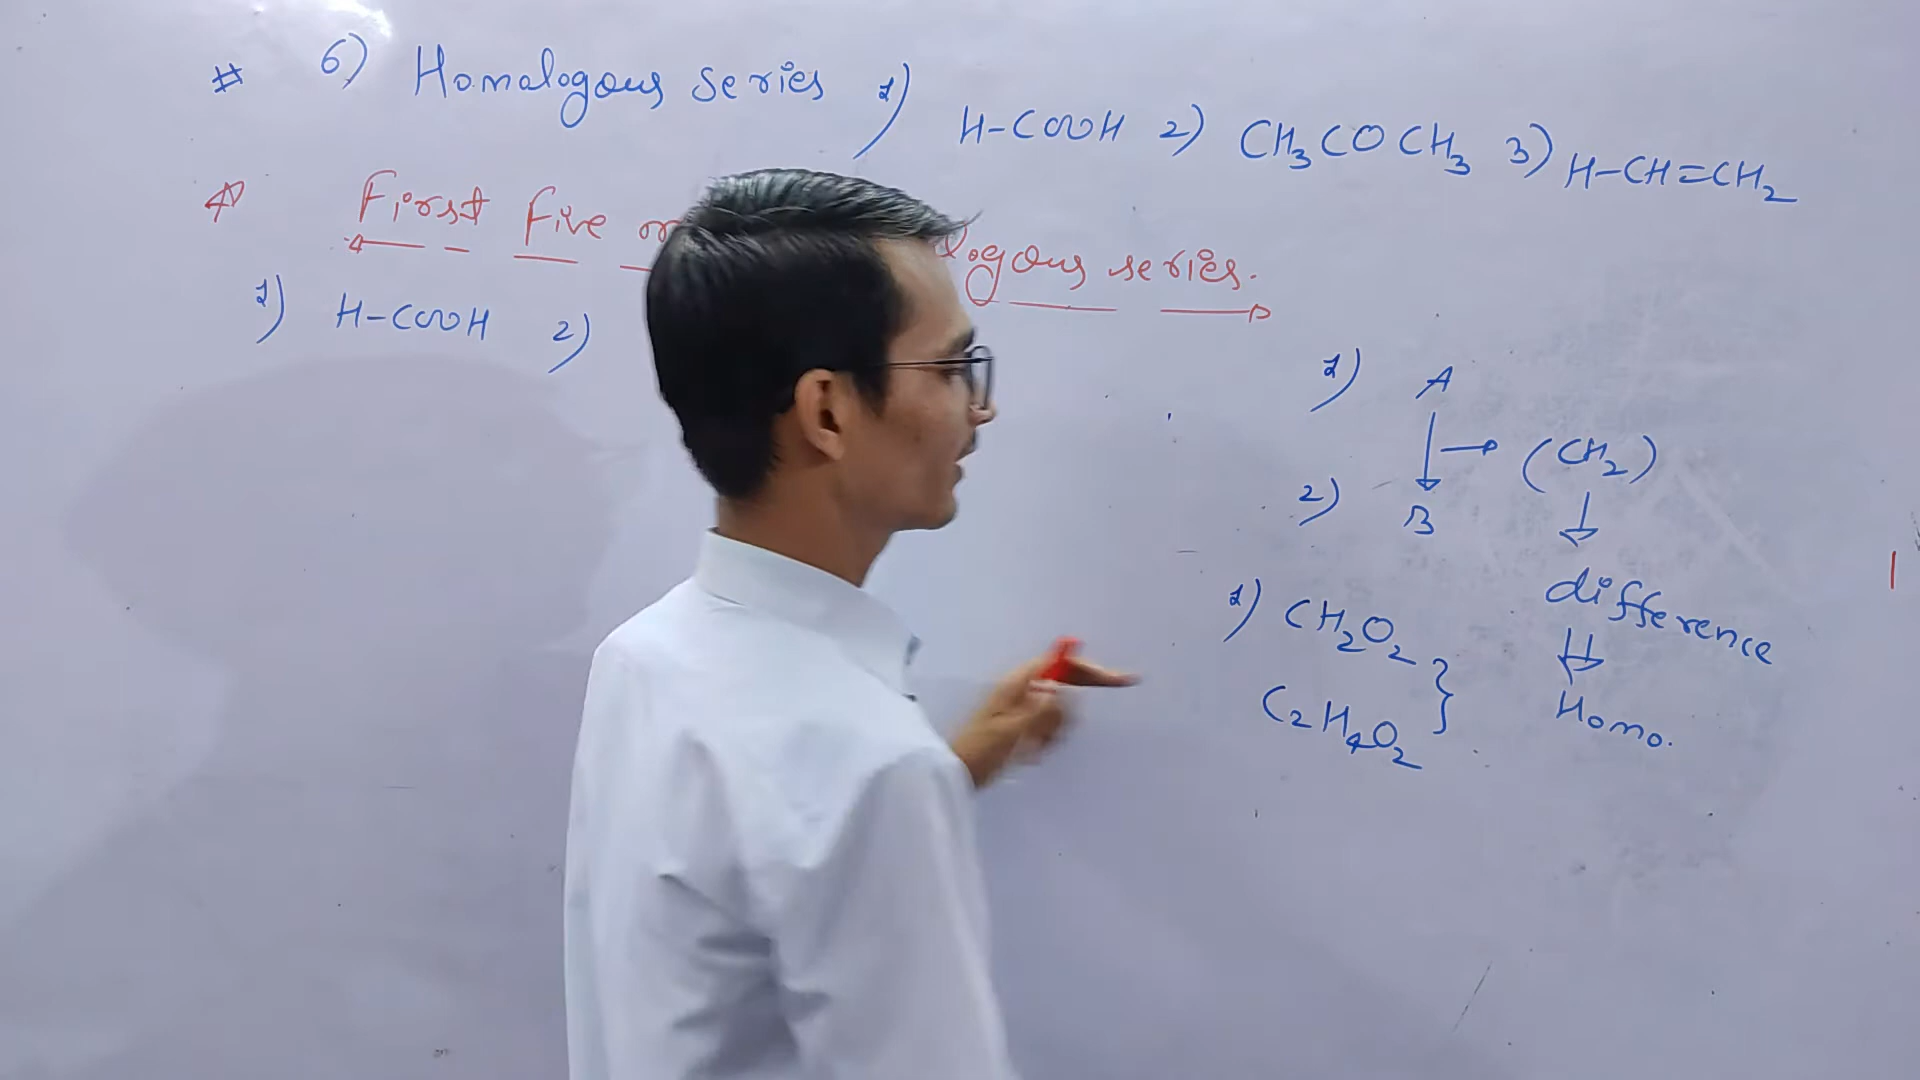 # 6) Homologous series 1) H-COOH 2) CH₃COCH₃ 3) H-CH=CH₂
First five series.
1) H-COOH 2)
1) A
(CH₂)
2) B
difference
1) CH₂O₂
C₂H₄O₂ }
Homo.